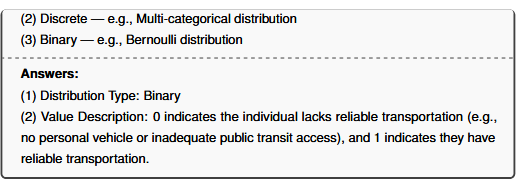 (2) Discrete — e.g., Multi-categorical distribution
(3) Binary — e.g., Bernoulli distribution
Answers:
(1) Distribution Type: Binary
(2) Value Description: 0 indicates the individual lacks reliable transportation (e.g.,
no personal vehicle or inadequate public transit access), and 1 indicates they have
reliable transportation.